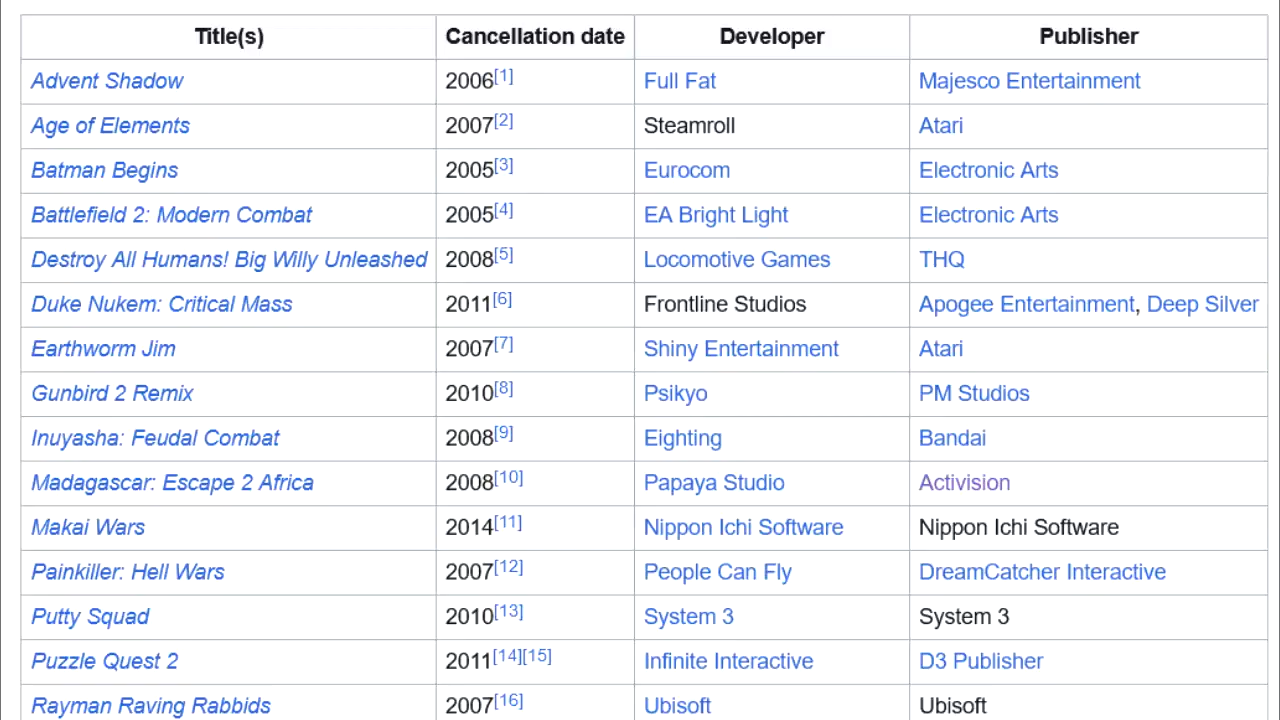 Title(s) Cancellation date Developer Publisher
Advent Shadow 2006[1] Full Fat Majesco Entertainment
Age of Elements 2007[2] Steamroll Atari
Batman Begins 2005[3] Eurocom Electronic Arts
Battlefield 2: Modern Combat 2005[4] EA Bright Light Electronic Arts
Destroy All Humans! Big Willy Unleashed 2008[5] Locomotive Games THQ
Duke Nukem: Critical Mass 2011[6] Frontline Studios Apogee Entertainment, Deep Silver
Earthworm Jim 2007[7] Shiny Entertainment Atari
Gunbird 2 Remix 2010[8] Psikyo PM Studios
Inuyasha: Feudal Combat 2008[9] Eighting Bandai
Madagascar: Escape 2 Africa 2008[10] Papaya Studio Activision
Makai Wars 2014[11] Nippon Ichi Software Nippon Ichi Software
Painkiller: Hell Wars 2007[12] People Can Fly DreamCatcher Interactive
Putty Squad 2010[13] System 3 System 3
Puzzle Quest 2 2011[14][15] Infinite Interactive D3 Publisher
Rayman Raving Rabbids 2007[16] Ubisoft Ubisoft